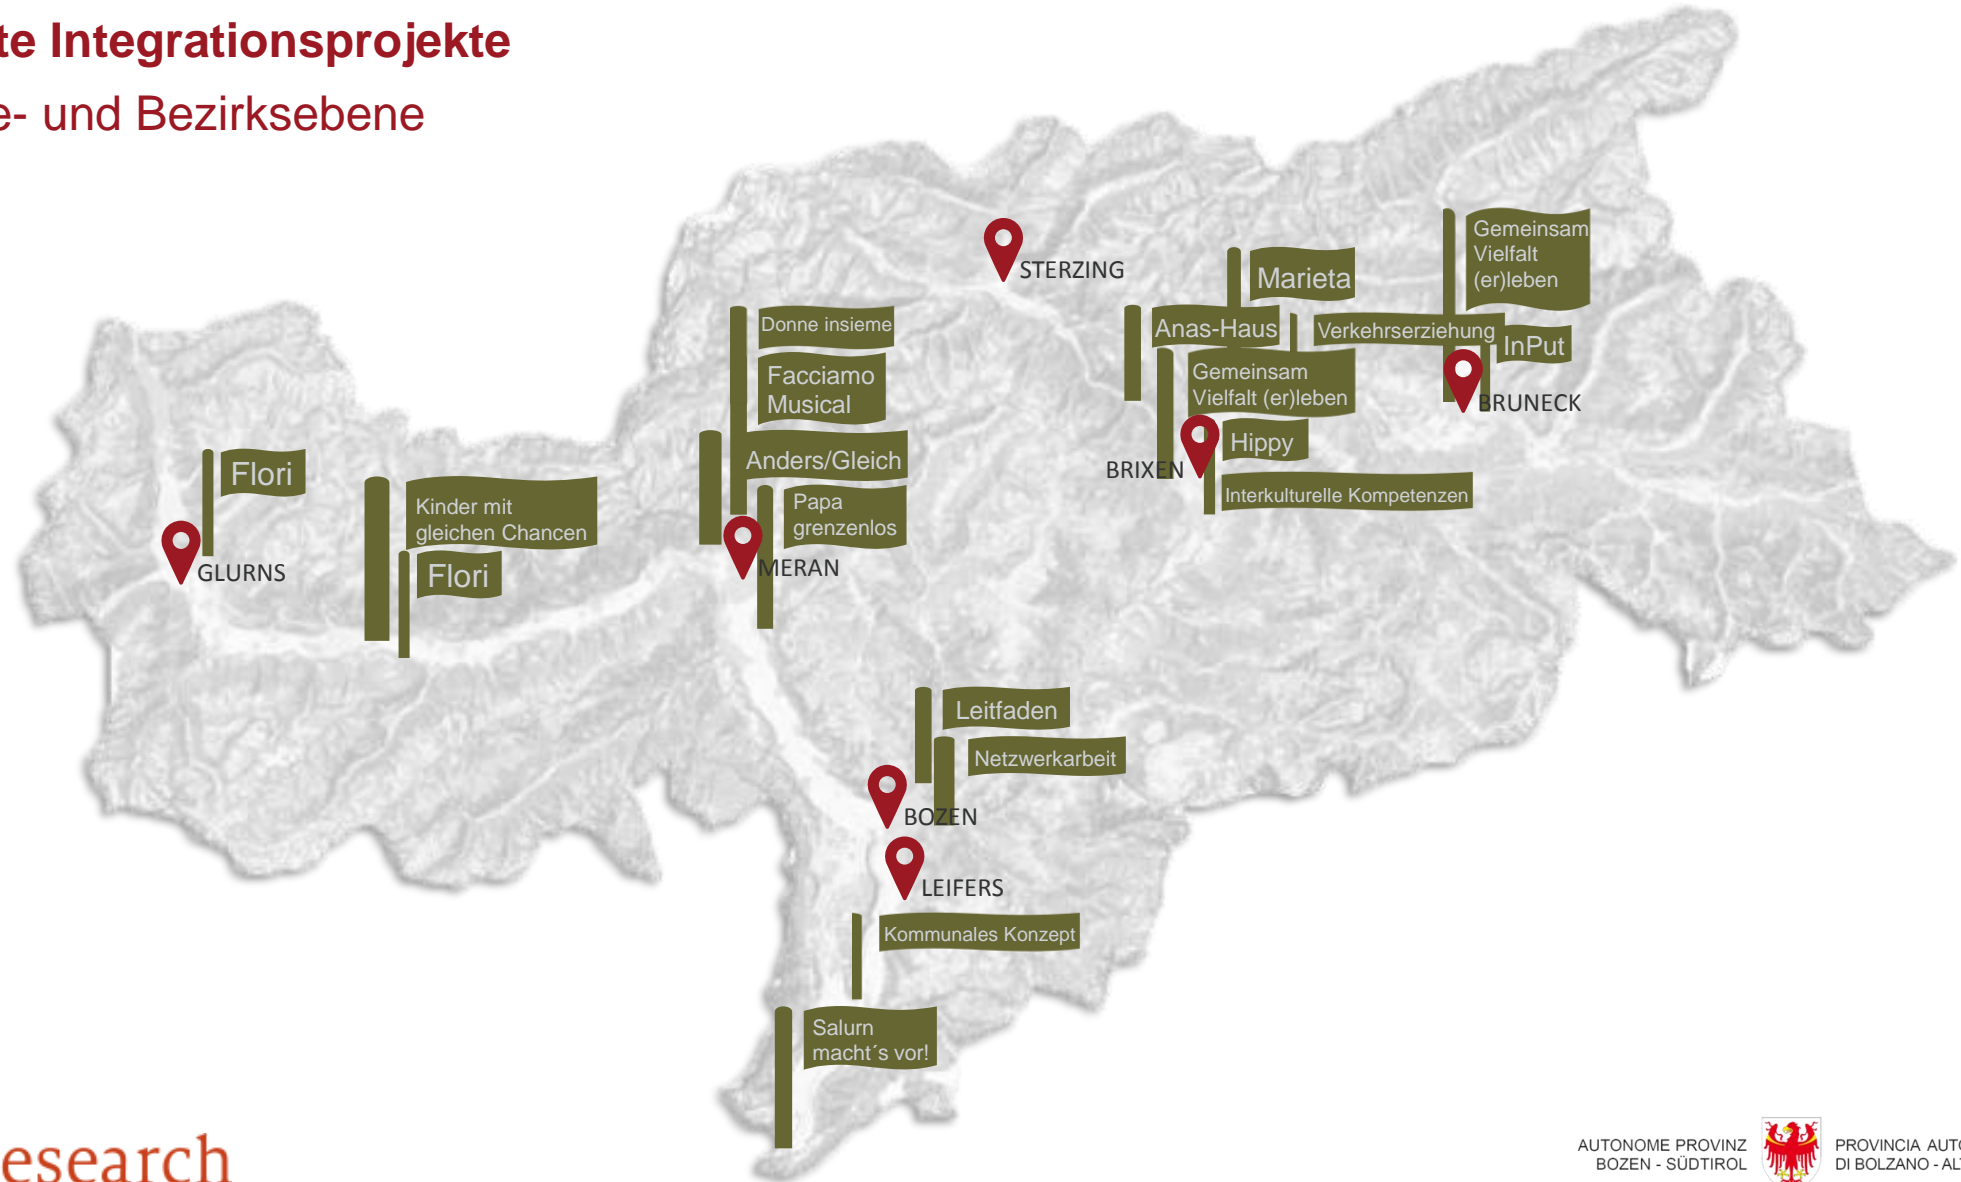 te Integrationsprojekte
e- und Bezirksebene
STERZING
Gemeinsam
Vielfalt
(er)leben
Marieta
Donne insieme
Anas-Haus
Verkehrserziehung
InPut
Facciamo
Musical
Gemeinsam
Vielfalt (er)leben
BRUNECK
Hippy
Flori
Anders/Gleich
BRIXEN
Kinder mit
gleichen Chancen
Papa
grenzenlos
Interkulturelle Kompetenzen
GLURNS
Flori
MERAN
Leitfaden
Netzwerkarbeit
BOZEN
LEIFERS
Kommunales Konzept
Salurn
macht´s vor!
esearch
AUTONOME PROVINZ
BOZEN - SÜDTIROL
PROVINCIA AUTO
DI BOLZANO - AL